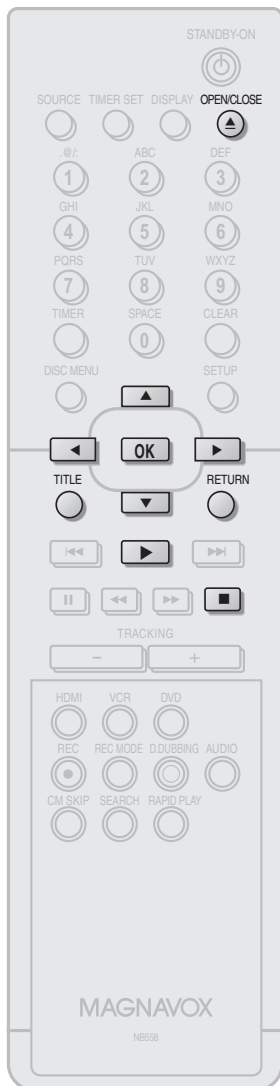 STANDBY-ON
SOURCE TIMER SET DISPLAY OPEN/CLOSE
.@/: ABC DEF
1 2 3
GHI JKL MNO
4 5 6
PQRS TUV WXYZ
7 8 9
TIMER SPACE CLEAR
0
DISC MENU SETUP
OK
TITLE RETURN
TRACKING
- +
HDMI VCR DVD
REC REC MODE D.DUBBING AUDIO
CM SKIP SEARCH RAPID PLAY
MAGNAVOX
NB558